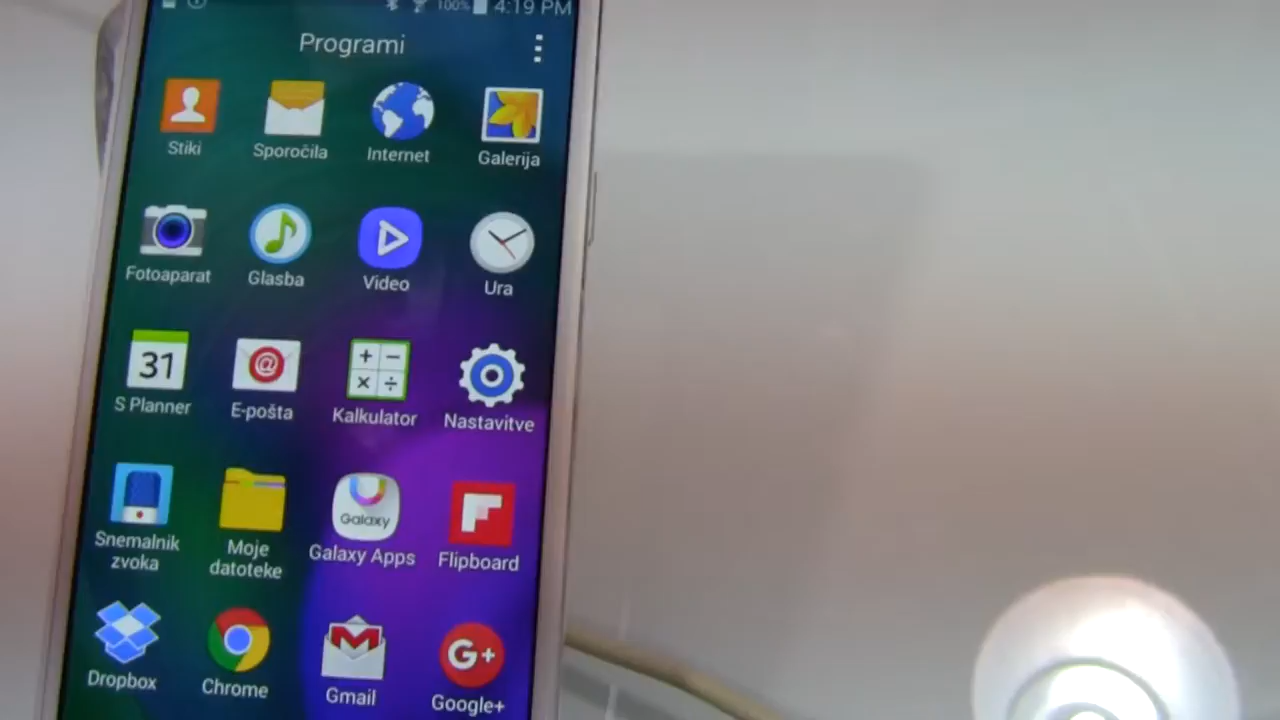 100% 4:19 PM
Programi
Stiki Sporočila Internet Galerija
Fotoaparat Glasba Video Ura
31
S Planner E-pošta Kalkulator Nastavitve
Galaxy
Snemalnik zvoka Moje datoteke Galaxy Apps Flipboard
G+
Dropbox Chrome Gmail Google+